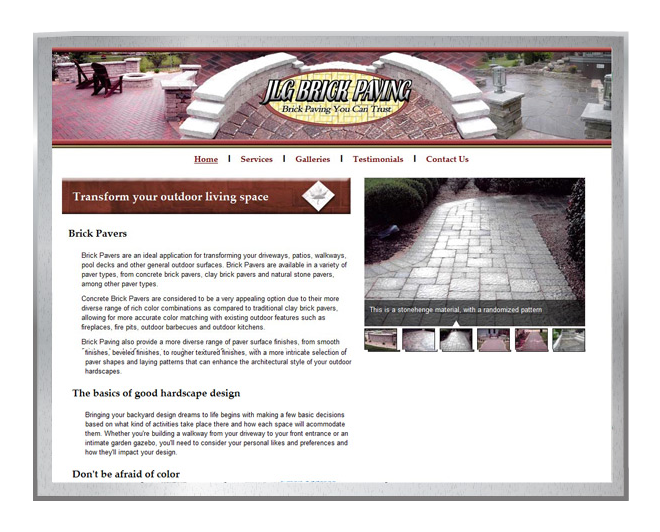 JLG BRICK PAVING
Brick Paving You Can Trust
Home | Services | Galleries | Testimonials | Contact Us
Transform your outdoor living space
Brick Pavers
Brick Pavers are an ideal application for transforming your driveways, patios, walkways,
pool decks and other general outdoor surfaces. Brick Pavers are available in a variety of
paver types, from concrete brick pavers, clay brick pavers and natural stone pavers,
among other paver types.
Concrete Brick Pavers are considered to be a very appealing option due to their more
diverse range of rich color combinations as compared to traditional clay brick pavers,
allowing for more accurate color matching with existing outdoor features such as
fireplaces, fire pits, outdoor barbecues and outdoor kitchens.
Brick Paving also provide a more diverse range of paver surface finishes, from smooth
finishes, beveled finishes, to rougher textured finishes, with a more intricate selection of
paver shapes and laying patterns that can enhance the architectural style of your outdoor
hardscapes.
The basics of good hardscape design
Bringing your backyard design dreams to life begins with making a few basic decisions
based on what kind of activities take place there and how each space will acommodate
them. Whether you're building a walkway from your driveway to your front entrance or an
intimate garden gazebo, you'll need to consider your personal likes and preferences and
how they'll impact your design.
Don't be afraid of color
This is a stonehenge material, with a randomized pattern